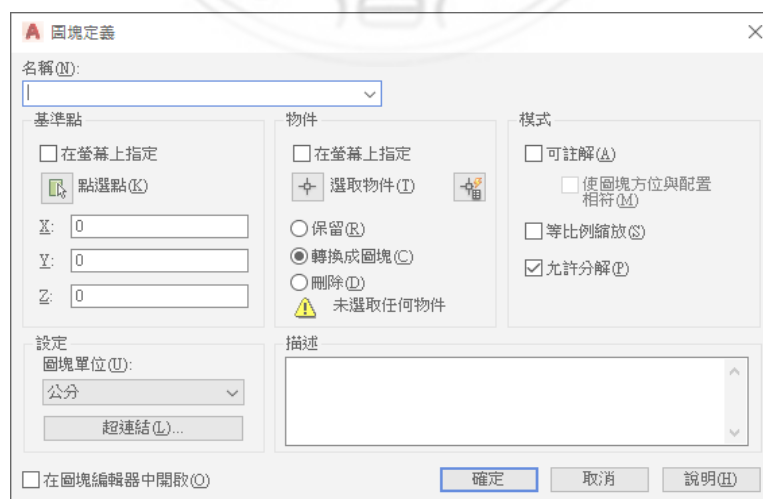 圖塊定義
名稱(N):
基準點
在螢幕上指定
點選點(K)
X: 0
Y: 0
Z: 0
物件
在螢幕上指定
選取物件(T)
保留(R)
轉換成圖塊(C)
刪除(D)
未選取任何物件
模式
可註解(A)
使圖塊方位與配置
相符(M)
等比例縮放(S)
允許分解(P)
設定
圖塊單位(U):
公分
超連結(L)...
描述
在圖塊編輯器中開啟(O)
確定
取消
說明(H)